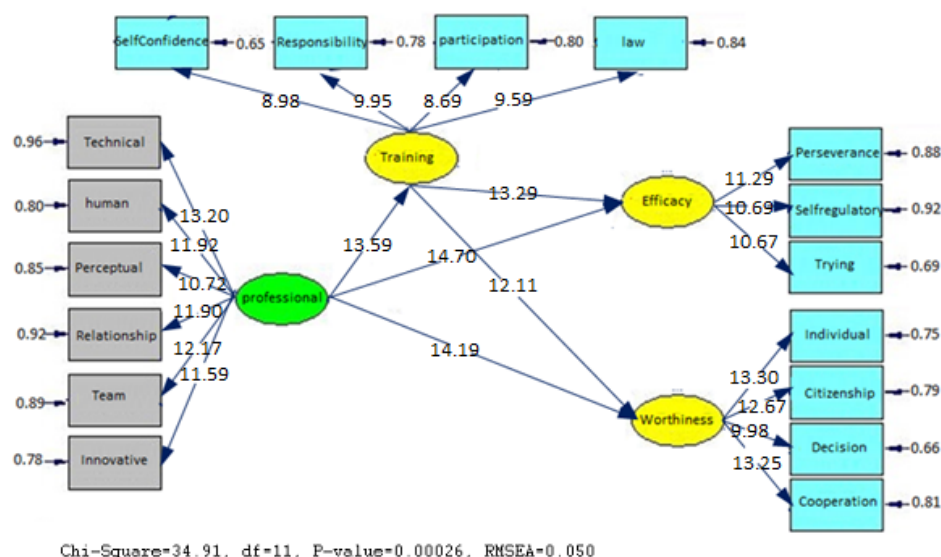 SelfConfidence 0.65 Responsibility 0.78 participation 0.80 law 0.84
8.98 9.95 8.69 9.59
0.96 Technical
Training
Perseverance 0.88
11.29
0.80 human
13.29
Efficacy
10.69 Selfregulatory 0.92
13.20
11.92
13.59
14.70
10.67
0.85 Perceptual
10.72
Trying 0.69
12.11
professional
11.90
0.92 Relationship
12.17
14.19
Individual 0.75
11.59
13.30
0.89 Team
12.67 Citizenship 0.79
Worthiness
9.98
Decision 0.66
0.78 Innovative
13.25
Cooperation 0.81
Chi-Square=34.91, df=11, P-value=0.00026, RMSEA=0.050